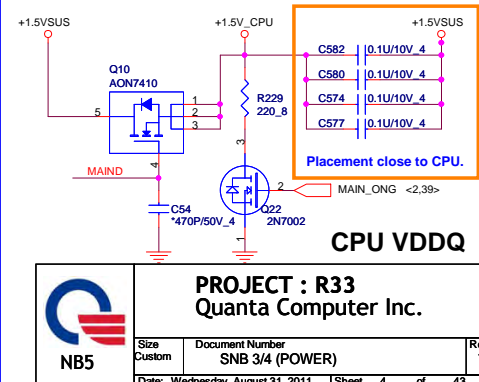 +1.5VSUS
+1.5V_CPU
+1.5VSUS
Q10
AON7410
5
1
2
3
4
MAIND
C54
*470P/50V_4
R229
220_8
3
2
1
Q22
2N7002
MAIN_ONG <2,39>
C582 0.1U/10V_4
C580 0.1U/10V_4
C574 0.1U/10V_4
C577 0.1U/10V_4
Placement close to CPU.
CPU VDDQ
NB5
PROJECT : R33
Quanta Computer Inc.
Size Document Number
Custom SNB 3/4 (POWER)
Date: Wednesday, August 31, 2011 Sheet 4 of 43